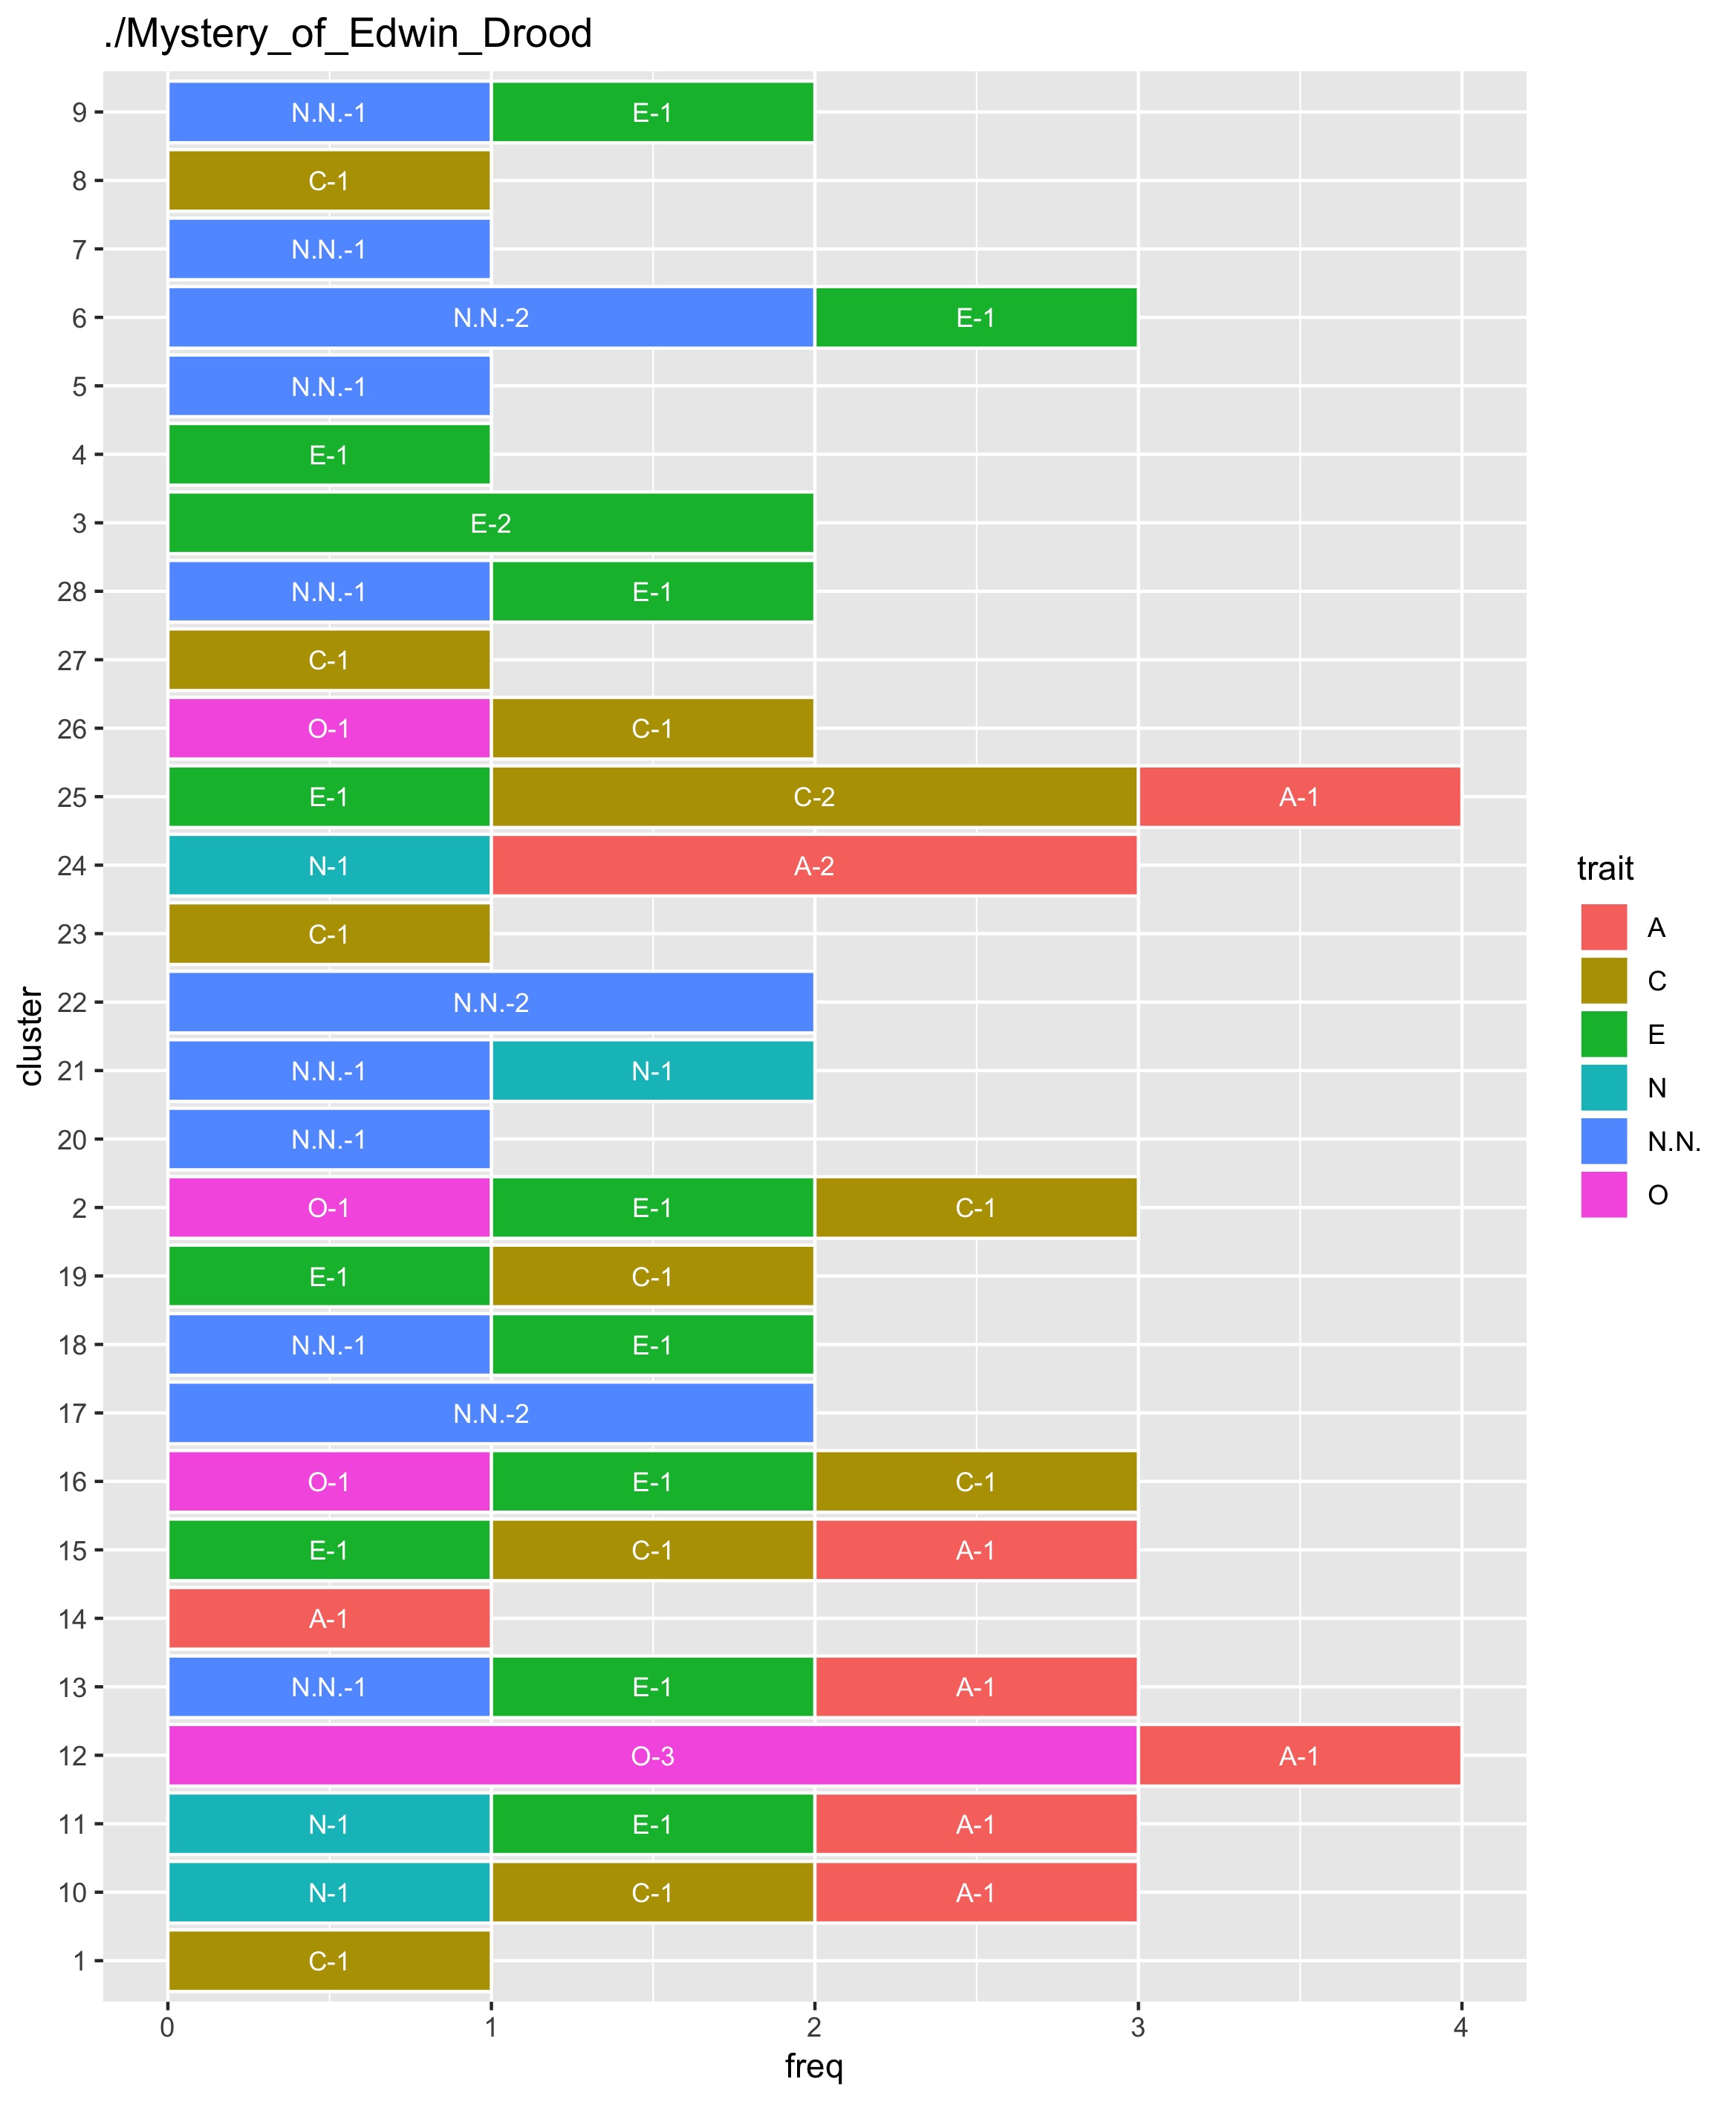 ./Mystery_of_Edwin_Drood
9 N.N.-1 E-1
8 C-1
7 N.N.-1
6 N.N.-2 E-1
5 N.N.-1
4 E-1
3 E-2
28 N.N.-1 E-1
27 C-1
26 O-1 C-1
25 E-1 C-2 A-1
24 N-1 A-2
23 C-1
22 N.N.-2
21 N.N.-1 N-1
20 N.N.-1
2 O-1 E-1 C-1
19 E-1 C-1
18 N.N.-1 E-1
17 N.N.-2
16 O-1 E-1 C-1
15 E-1 C-1 A-1
14 A-1
13 N.N.-1 E-1 A-1
12 O-3 A-1
11 N-1 E-1 A-1
10 N-1 C-1 A-1
1 C-1
0 1 2 3 4
freq
cluster
trait
A
C
E
N
N.N.
O